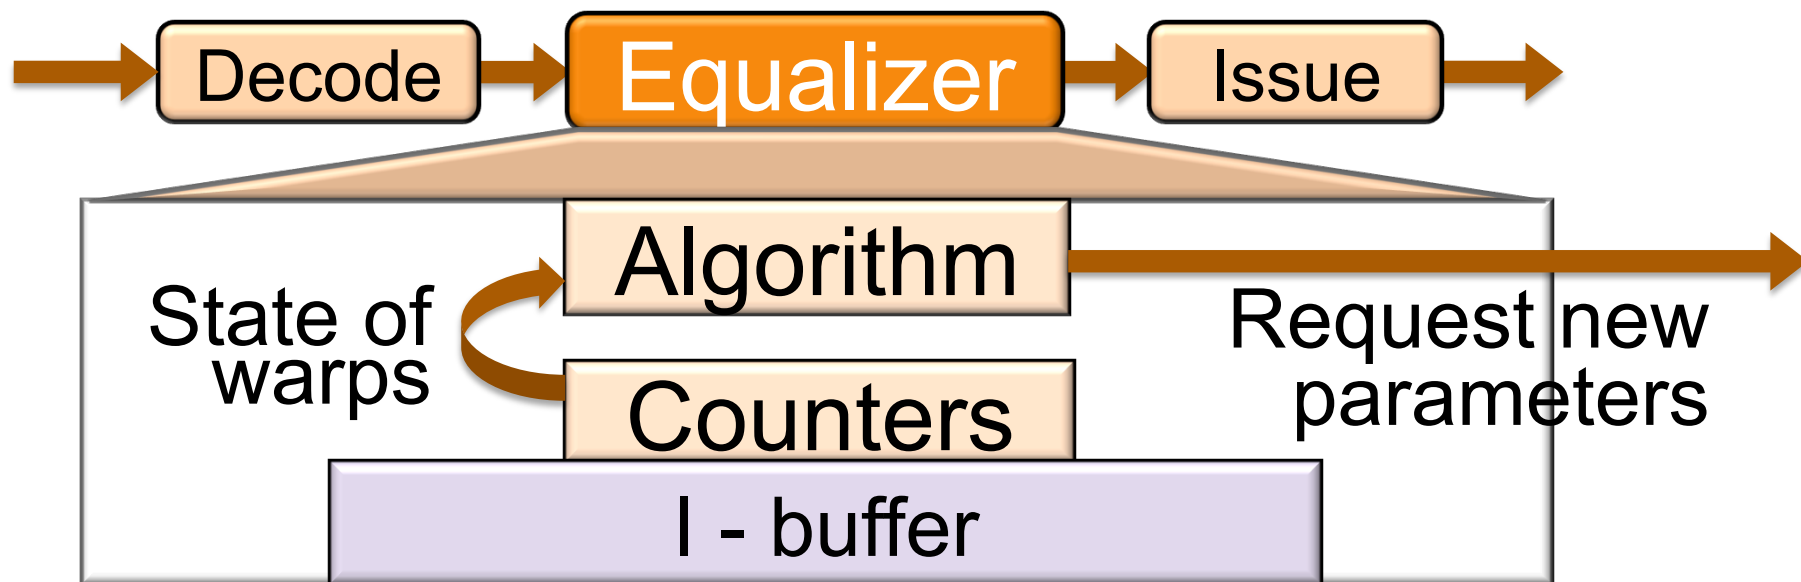 Decode
Equalizer
Issue
Algorithm
State of
warps
Request new
parameters
Counters
I - buffer